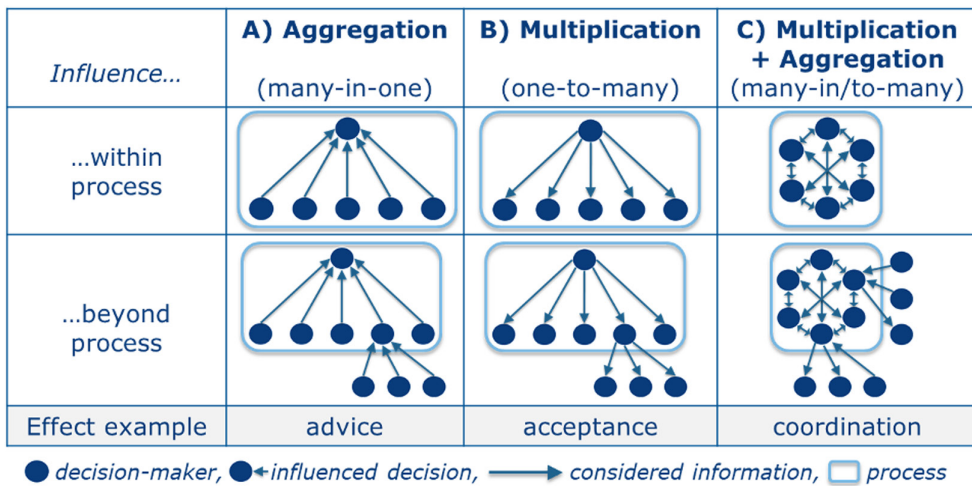 Influence…
A) Aggregation
(many-in-one)
B) Multiplication
(one-to-many)
C) Multiplication
+ Aggregation
(many-in/to-many)
…within
process
…beyond
process
Effect example
advice
acceptance
coordination
decision-maker, influenced decision, considered information, process